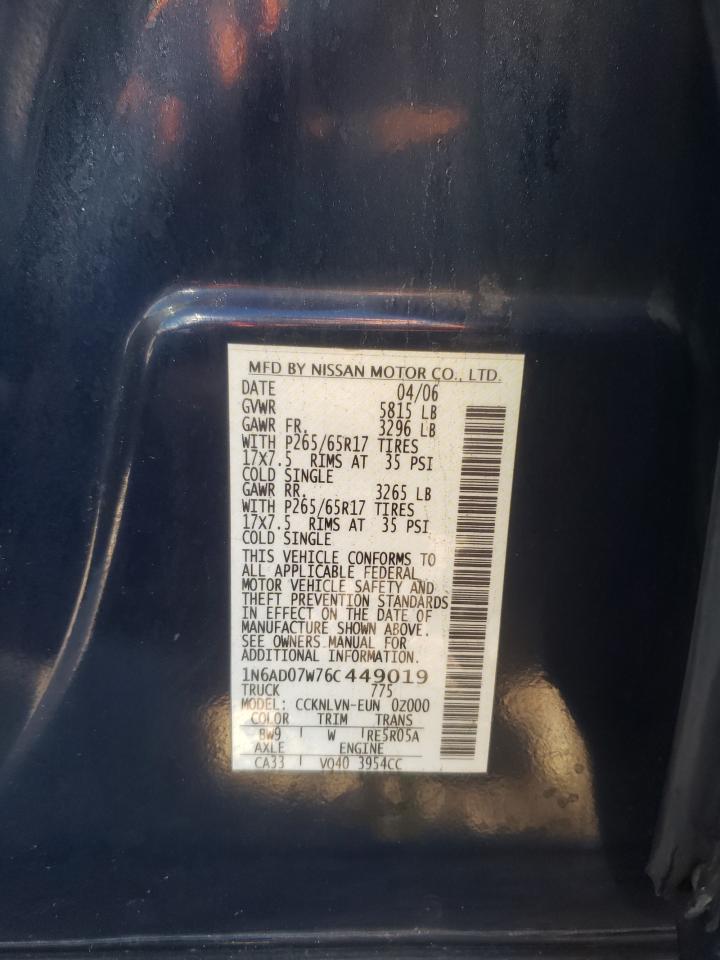 MFD BY NISSAN MOTOR CO., LTD.
DATE 04/06
GVWR 5815 LB
GAWR FR. 3296 LB
WITH P265/65R17 TIRES
17X7.5 RIMS AT 35 PSI
COLD SINGLE
GAWR RR. 3265 LB
WITH P265/65R17 TIRES
17X7.5 RIMS AT 35 PSI
COLD SINGLE
THIS VEHICLE CONFORMS TO
ALL APPLICABLE FEDERAL
MOTOR VEHICLE SAFETY AND
THEFT PREVENTION STANDARDS
IN EFFECT ON THE DATE OF
MANUFACTURE SHOWN ABOVE.
SEE OWNERS MANUAL FOR
ADDITIONAL INFORMATION.
1N6AD07W76C449019
TRUCK 775
MODEL: CCKNLVN-EUN 0Z000
COLOR TRIM TRANS
BW9 W RE5R05A
AXLE ENGINE
CA33 VQ40 3954CC